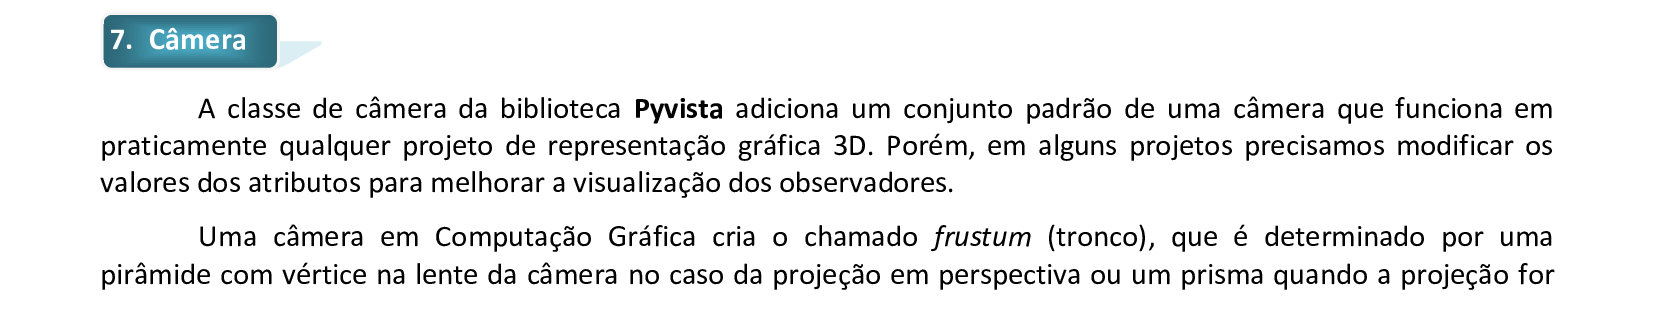 7. Câmera
A classe de câmera da biblioteca Pyvista adiciona um conjunto padrão de uma câmera que funciona em
praticamente qualquer projeto de representação gráfica 3D. Porém, em alguns projetos precisamos modificar os
valores dos atributos para melhorar a visualização dos observadores.
Uma câmera em Computação Gráfica cria o chamado frustum (tronco), que é determinado por uma
pirâmide com vértice na lente da câmera no caso da projeção em perspectiva ou um prisma quando a projeção for